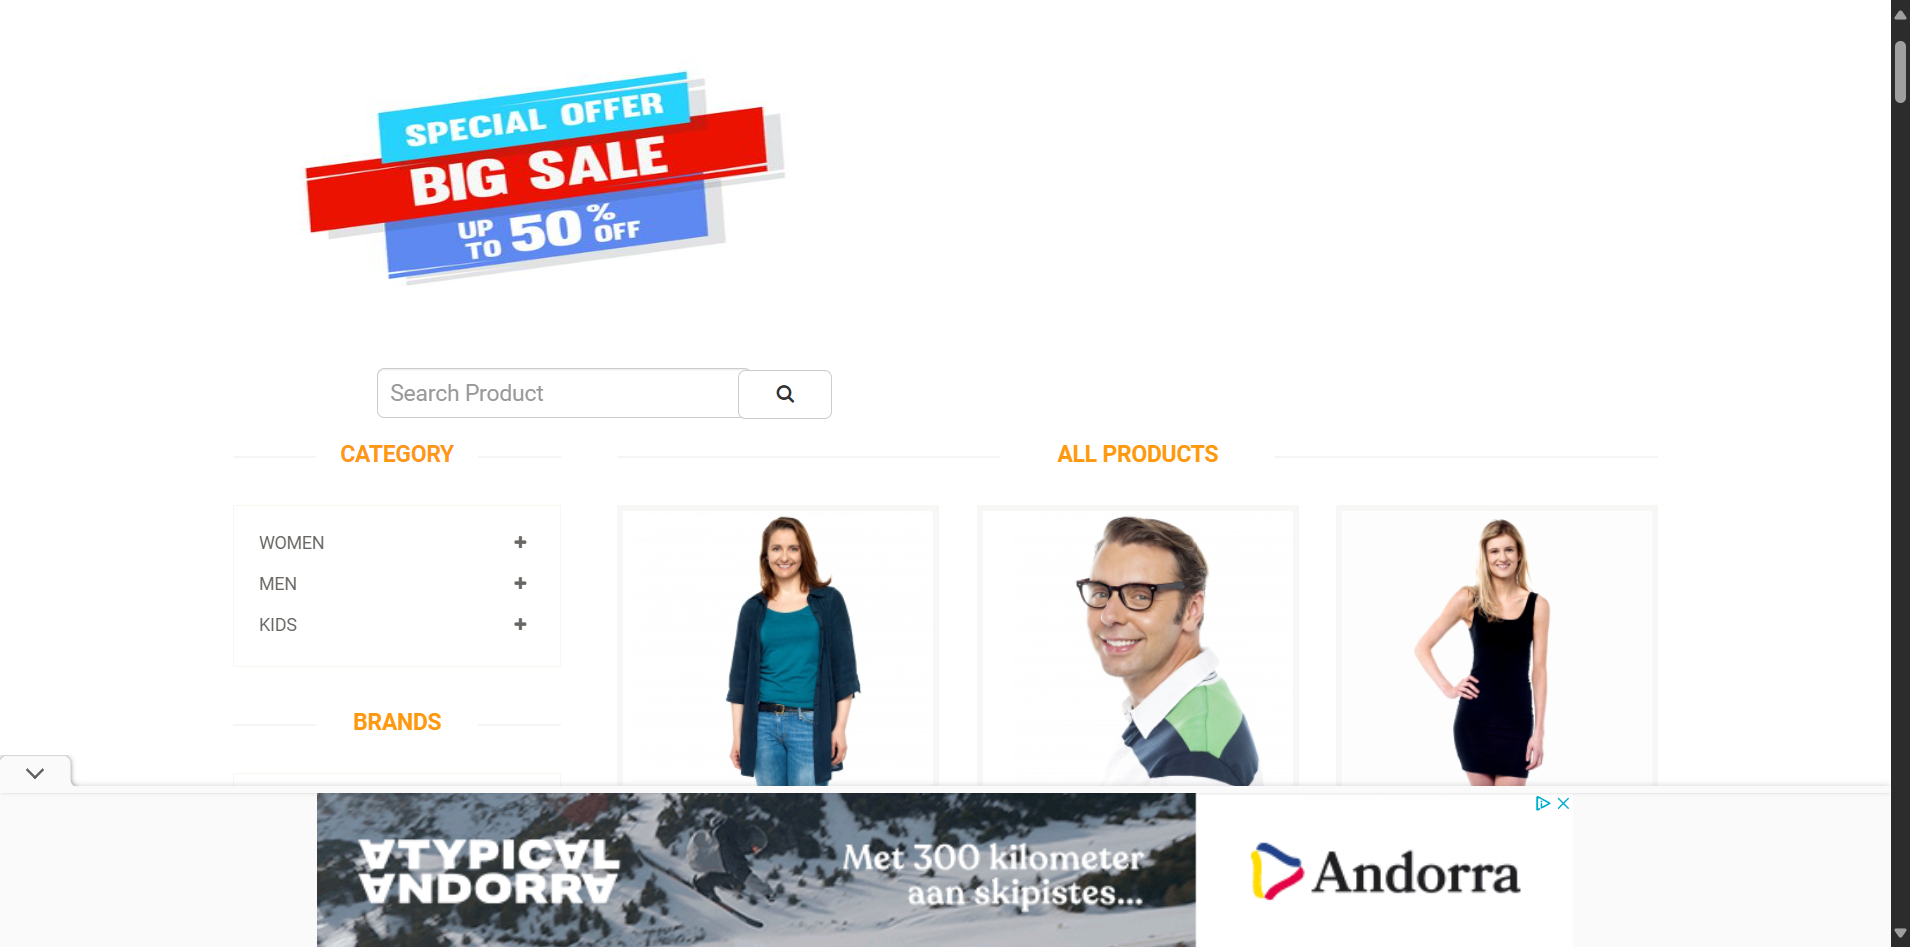 SPECIAL OFFER
BIG SALE
UP TO 50% OFF
Search Product
CATEGORY
ALL PRODUCTS
WOMEN
MEN
KIDS
BRANDS
ATYPICAL
ANDORRA
Met 300 kilometer
aan skipistes...
Andorra